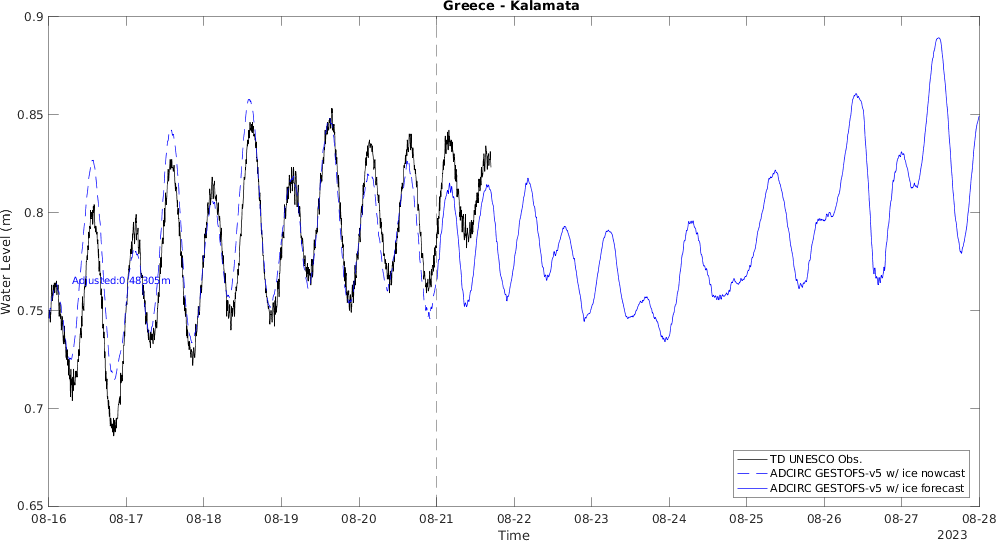 Greece - Kalamata
0.9
0.85
0.8
0.75
0.7
0.65
Water Level (m)
Adjusted:0.48305m
TD UNESCO Obs.
ADCIRC GESTOFS-v5 w/ ice nowcast
ADCIRC GESTOFS-v5 w/ ice forecast
08-16 08-17 08-18 08-19 08-20 08-21 08-22 08-23 08-24 08-25 08-26 08-27 08-28
Time
2023